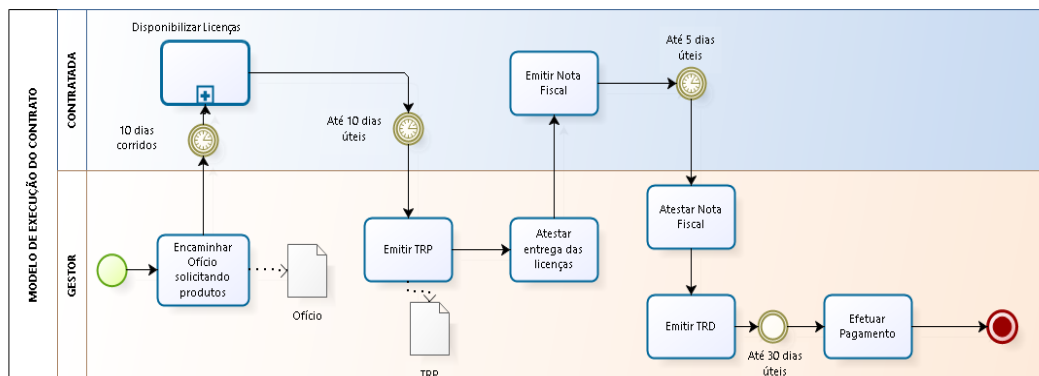 MODELO DE EXECUÇÃO DO CONTRATO
CONTRATADA
Disponibilizar Licenças
10 dias
corridos
Até 10 dias
úteis
Emitir Nota
Fiscal
Até 5 dias
úteis
GESTOR
Encaminhar
Ofício
solicitando
produtos
Ofício
Emitir TRP
TRP
Atestar
entrega das
licenças
Atestar Nota
Fiscal
Emitir TRD
Até 30 dias
úteis
Efetuar
Pagamento